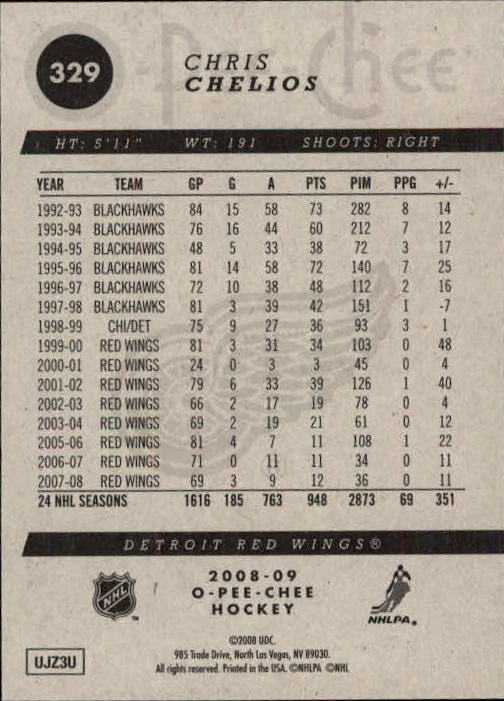 O-Pee-Chee
329
CHRIS
CHELIOS
HT: 5'11" WT: 191 SHOOTS: RIGHT
YEAR TEAM GP G A PTS PIM PPG +/-
1992-93 BLACKHAWKS 84 15 58 73 282 8 14
1993-94 BLACKHAWKS 76 16 44 60 212 7 12
1994-95 BLACKHAWKS 48 5 33 38 72 3 17
1995-96 BLACKHAWKS 81 14 58 72 140 7 25
1996-97 BLACKHAWKS 72 10 38 48 112 2 16
1997-98 BLACKHAWKS 81 3 39 42 151 1 -7
1998-99 CHI/DET 75 9 27 36 93 3 1
1999-00 RED WINGS 81 3 31 34 103 0 48
2000-01 RED WINGS 24 0 3 3 45 0 4
2001-02 RED WINGS 79 6 33 39 126 1 40
2002-03 RED WINGS 66 2 17 19 78 0 4
2003-04 RED WINGS 69 2 19 21 61 0 12
2005-06 RED WINGS 81 4 7 11 108 1 22
2006-07 RED WINGS 71 0 11 11 34 0 11
2007-08 RED WINGS 69 3 9 12 36 0 11
24 NHL SEASONS 1616 185 763 948 2873 69 351
DETROIT RED WINGS®
NHL ™
2008-09
O-PEE-CHEE
HOCKEY
NHLPA®
©2008 UDC.
985 Trade Drive, North Las Vegas, NV 89030.
All rights reserved. Printed in the USA. ©NHLPA ©NHL
UJZ3U